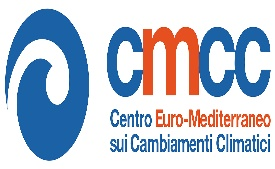 cmcc
Centro Euro-Mediterraneo
sui Cambiamenti Climatici